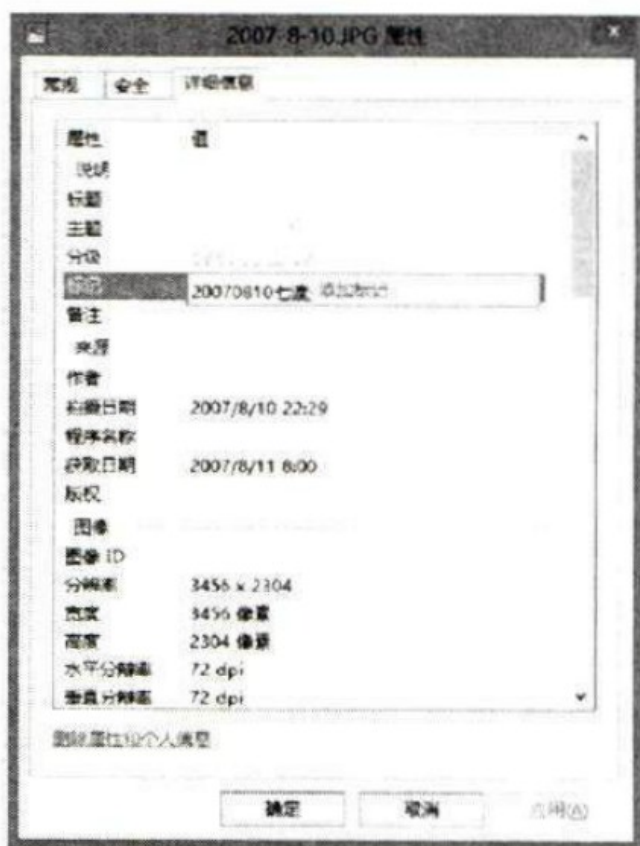 2007-8-10.JPG 属性
常规 安全 详细信息
属性 值
说明
标题
主题
分级
20070810七度 添加标记
备注
来源
作者
拍摄日期 2007/8/10 22:29
程序名称
获取日期 2007/8/11 8:00
版权
图像
图像 ID
分辨率 3456 x 2304
宽度 3456 像素
高度 2304 像素
水平分辨率 72 dpi
垂直分辨率 72 dpi
删除属性和个人信息
确定 取消 应用(A)